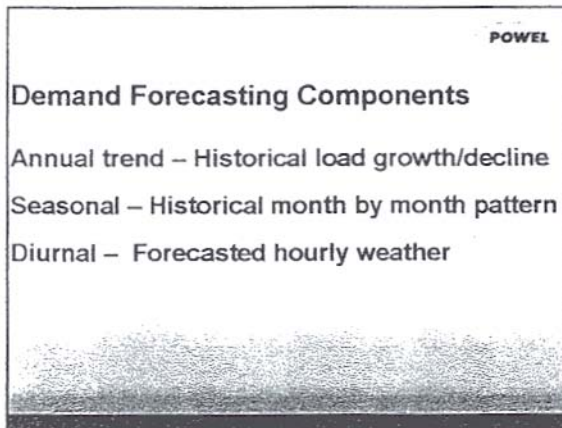 POWEL
Demand Forecasting Components
Annual trend – Historical load growth/decline
Seasonal – Historical month by month pattern
Diurnal – Forecasted hourly weather